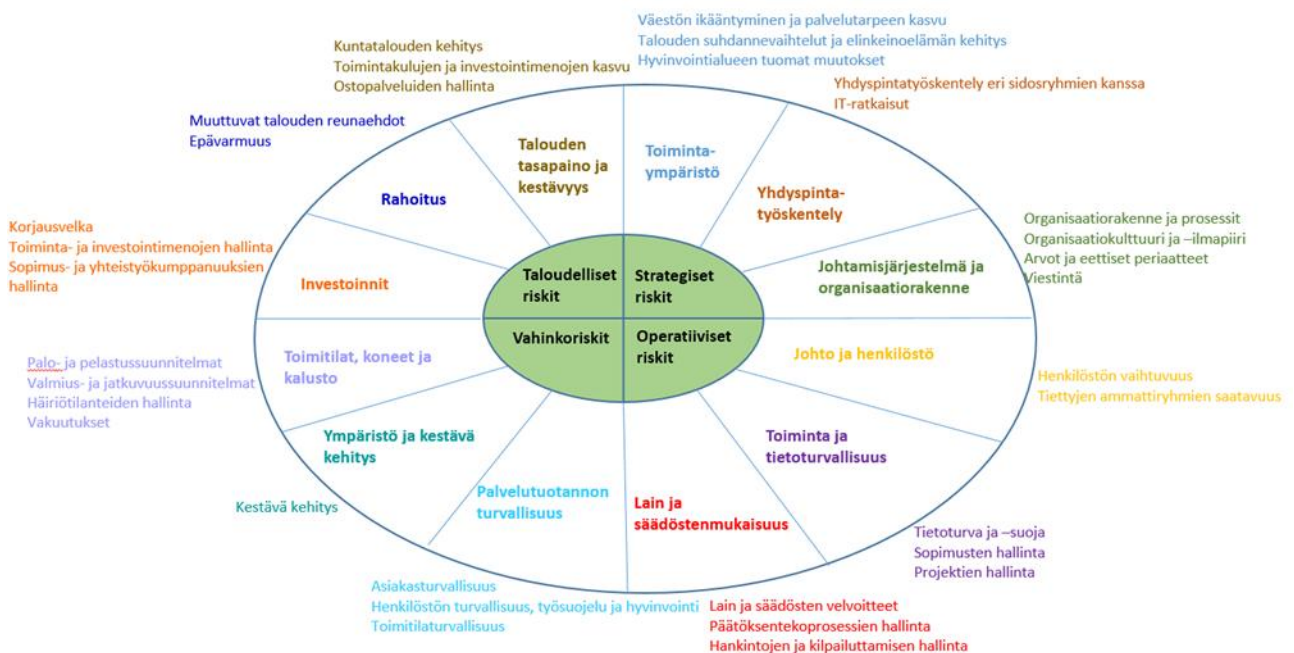 Väestön ikääntyminen ja palvelutarpeen kasvu
Talouden suhdannevaihtelut ja elinkeinoelämän kehitys
Hyvinvointialueen tuomat muutokset
Kuntatalouden kehitys
Toimintakulujen ja investointimenojen kasvu
Ostopalveluiden hallinta
Yhdyspintatyöskentely eri sidosryhmien kanssa
IT-ratkaisut
Muuttuvat talouden reunaehdot
Epävarmuus
Talouden
tasapaino ja
kestävyys
Toiminta-
ympäristö
Rahoitus
Yhdyspinta-
työskentely
Korjausvelka
Toiminta- ja investointimenojen hallinta
Sopimus- ja yhteistyökumppanuuksien
hallinta
Organisaatiorakenne ja prosessit
Organisaatiokulttuuri ja –ilmapiiri
Arvot ja eettiset periaatteet
Viestintä
Investoinnit
Taloudelliset
riskit
Strategiset
riskit
Johtamisjärjestelmä ja
organisaatiorakenne
Vahinkoriskit
Operatiiviset
riskit
Toimitilat, koneet ja
kalusto
Johto ja henkilöstö
Palo- ja pelastussuunnitelmat
Valmius- ja jatkuvuussuunnitelmat
Häiriötilanteiden hallinta
Vakuutukset
Henkilöstön vaihtuvuus
Tiettyjen ammattiryhmien saatavuus
Ympäristö ja kestävä
kehitys
Toiminta ja
tietoturvallisuus
Palvelutuotannon
turvallisuus
Lain ja
säädöstenmukaisuus
Kestävä kehitys
Tietoturva ja –suoja
Sopimusten hallinta
Projektien hallinta
Asiakasturvallisuus
Henkilöstön turvallisuus, työsuojelu ja hyvinvointi
Toimitilaturvallisuus
Lain ja säädösten velvoitteet
Päätöksentekoprosessien hallinta
Hankintojen ja kilpailuttamisen hallinta